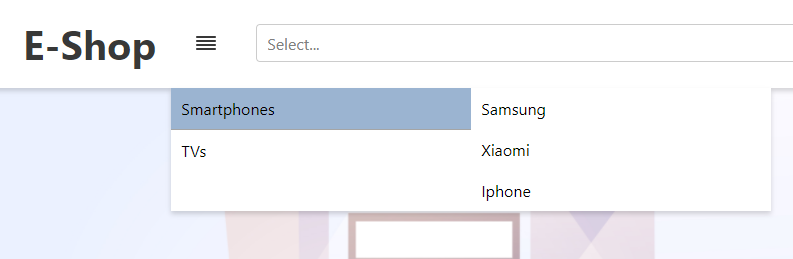 E-Shop
Select...
Smartphones
Samsung
TVs
Xiaomi
Iphone